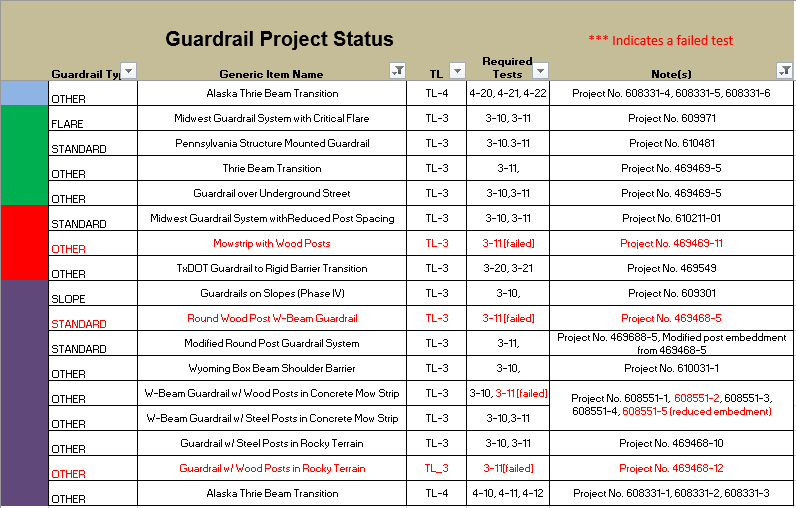 Guardrail Project Status
*** Indicates a failed test
Guardrail Typ Generic Item Name TL Required Tests Note(s)
OTHER Alaska Thrie Beam Transition TL-4 4-20, 4-21, 4-22 Project No. 608331-4, 608331-5, 608331-6
FLARE Midwest Guardrail System with Critical Flare TL-3 3-10, 3-11 Project No. 609971
STANDARD Pennsylvania Structure Mounted Guardrail TL-3 3-10.3-11 Project No. 610481
OTHER Thrie Beam Transition TL-3 3-11, Project No. 469469-5
OTHER Guardrail over Underground Street TL-3 3-10,3-11 Project No. 469469-5
STANDARD Midwest Guardrail System withReduced Post Spacing TL-3 3-10, 3-11 Project No. 610211-01
OTHER Mowstrip with Wood Posts TL-3 3-11(failed) Project No. 469469-11
OTHER TxDOT Guardrail to Rigid Barrier Transition TL-3 3-20, 3-21 Project No. 469549
SLOPE Guardrails on Slopes (Phase IV) TL-3 3-10, Project No. 609301
STANDARD Round Wood Post W-Beam Guardrail TL-3 3-11(failed) Project No. 469468-5
STANDARD Modified Round Post Guardrail System TL-3 3-11, Project No. 469688-5, Modified post embeddment
from 469468-5
OTHER Wyoming Box Beam Shoulder Barrier TL-3 3-10, Project No. 610031-1
OTHER W-Beam Guardrail w/ Wood Posts in Concrete Mow Strip TL-3 3-10, 3-11(failed) Project No. 608551-1, 608551-2, 608551-3,
608551-4, 608551-5 (reduced embedment)
OTHER W-Beam Guardrail w/ Steel Posts in Concrete Mow Strip TL-3 3-10,3-11
OTHER Guardrail w/ Steel Posts in Rocky Terrain TL-3 3-10, 3-11 Project No. 469468-10
OTHER Guardrail w/ Wood Posts in Rocky Terrain TL_3 3-11(failed) Project No. 469468-12
OTHER Alaska Thrie Beam Transition TL-4 4-10, 4-11, 4-12 Project No. 608331-1, 608331-2, 608331-3